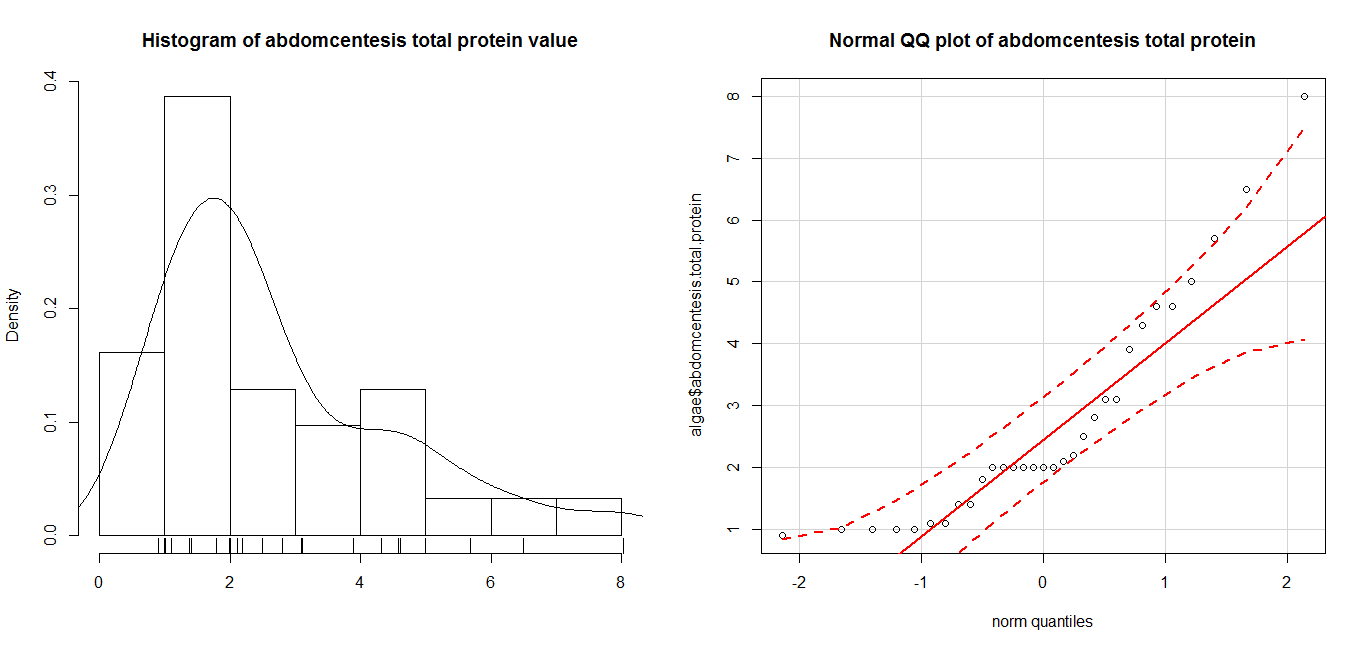 Histogram of abdomcentesis total protein value
Density
0.0 0.1 0.2 0.3 0.4
0 2 4 6 8
Normal QQ plot of abdomcentesis total protein
algae$abdomcentesis.total.protein
1 2 3 4 5 6 7 8
-2 -1 0 1 2
norm quantiles